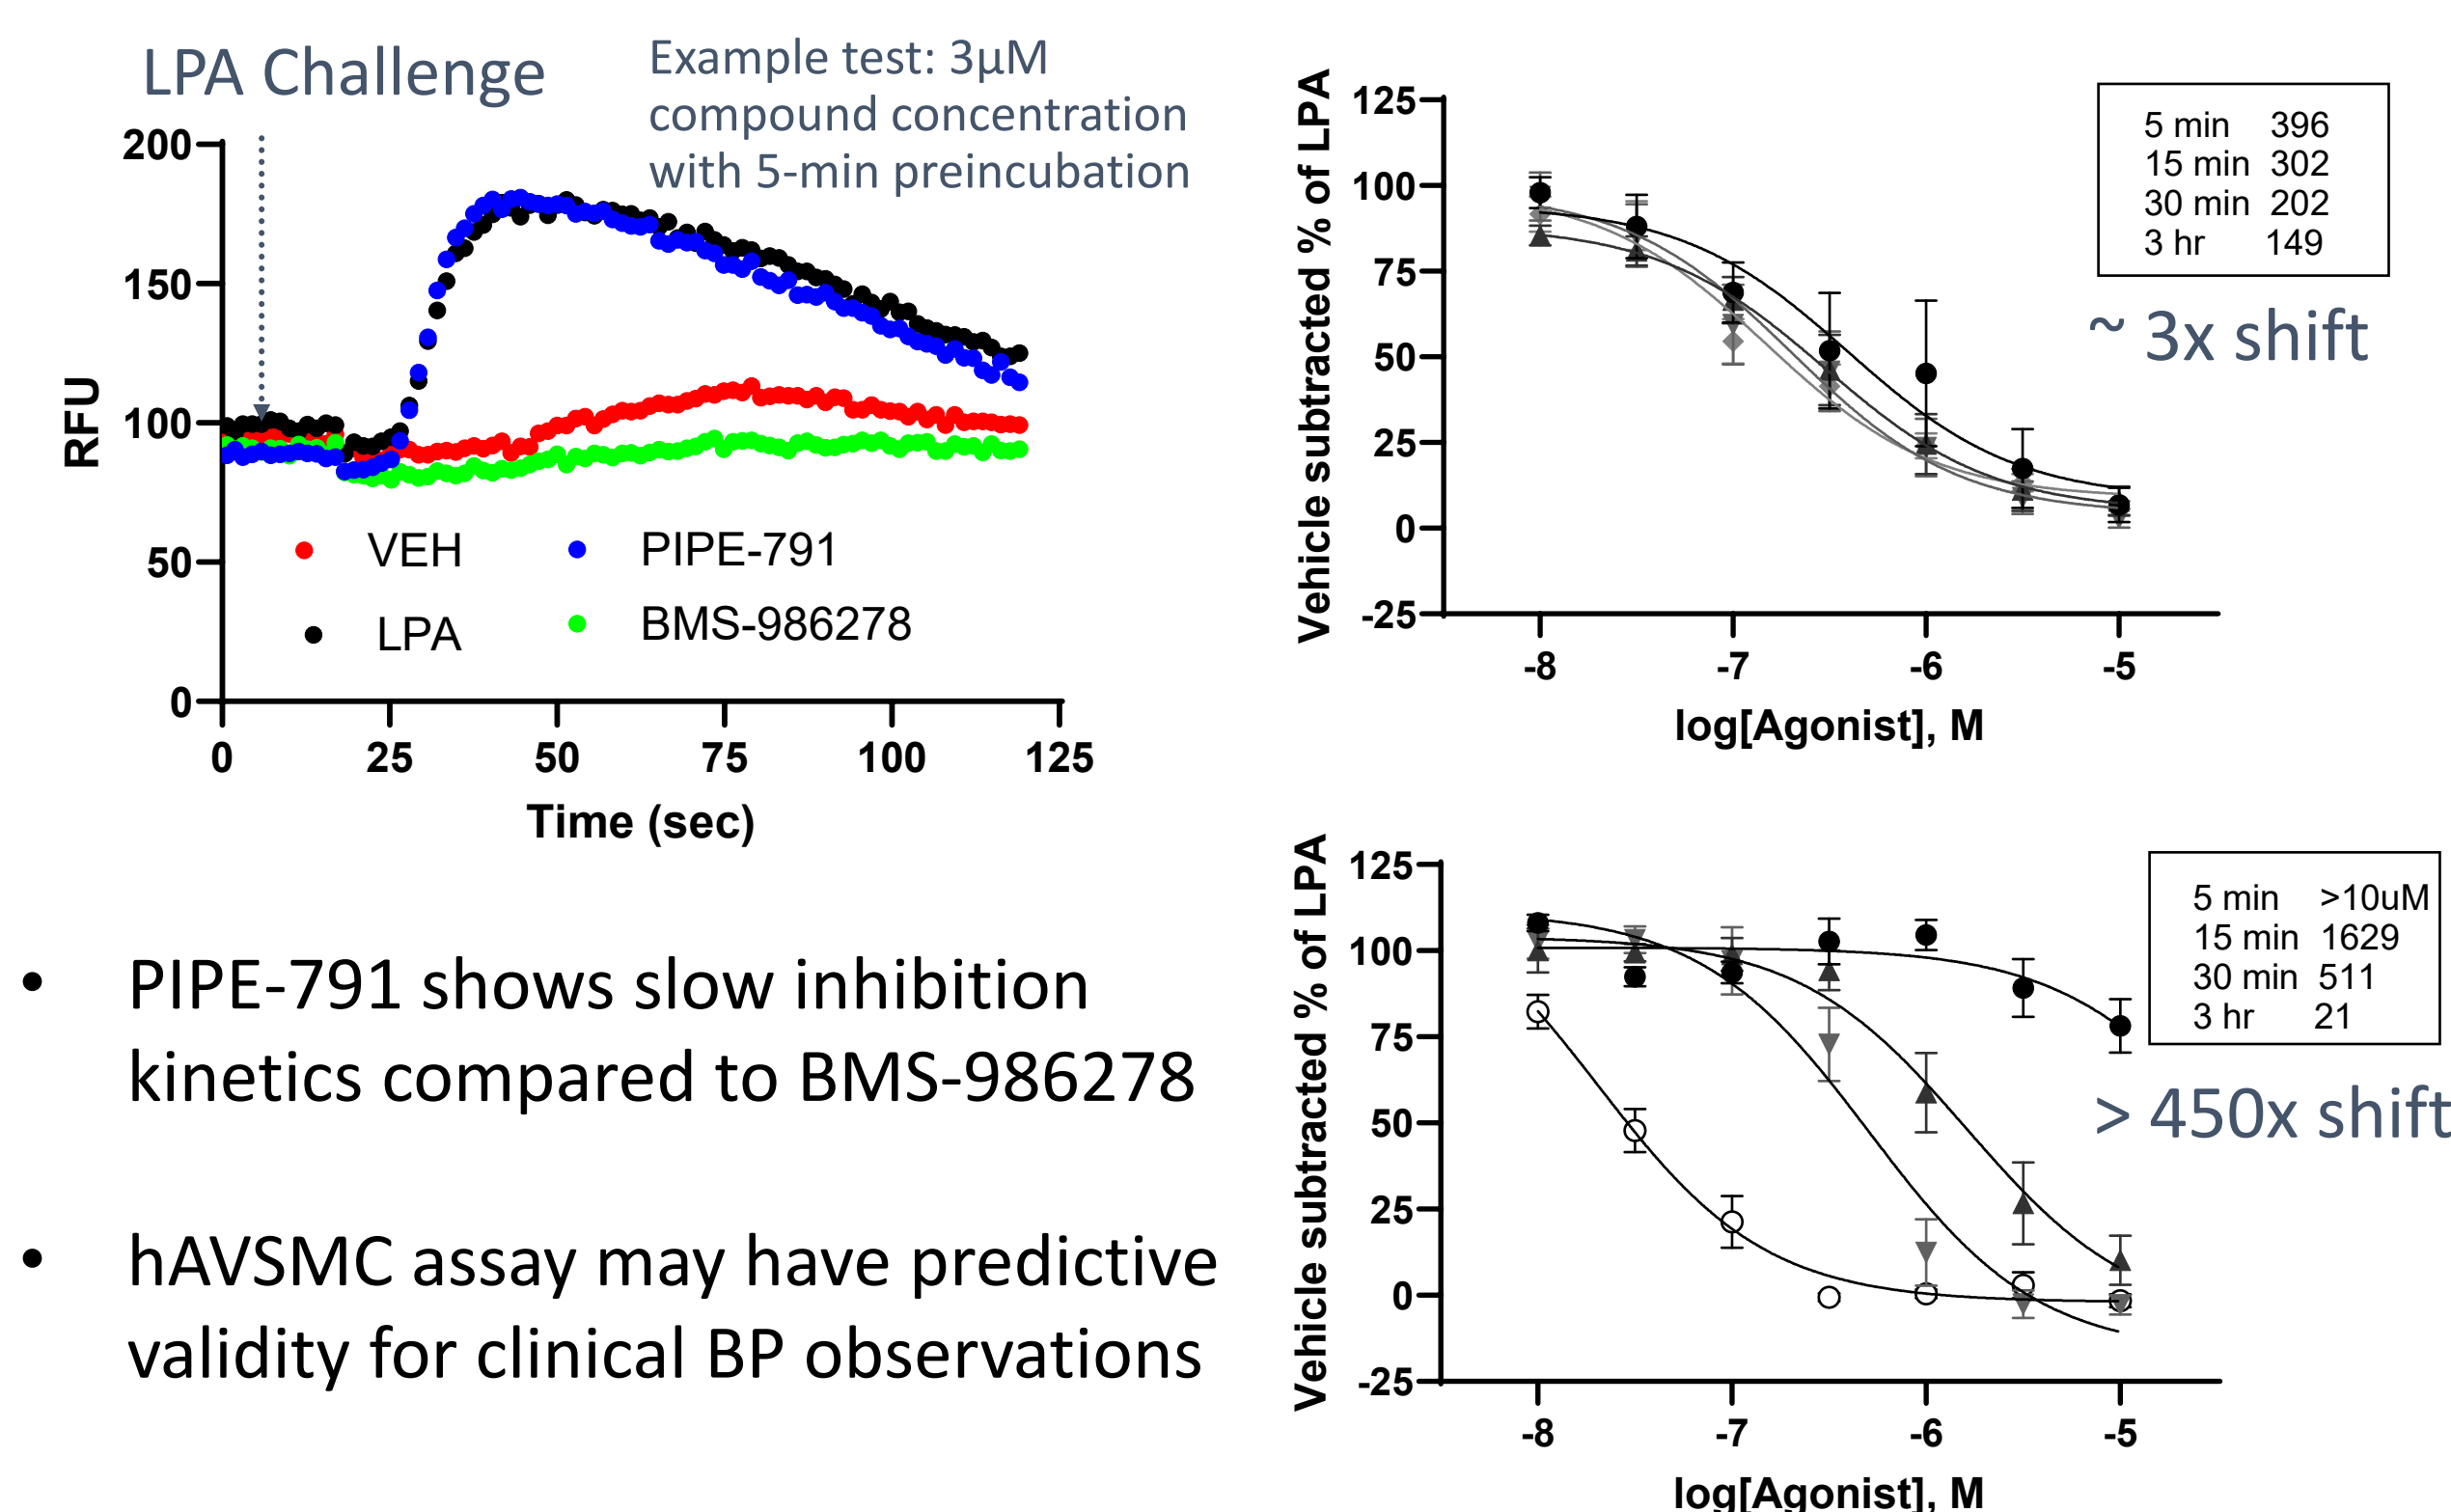 LPA Challenge
Example test: 3µM
compound concentration
with 5-min preincubation
200
150
100
50
0
RFU
VEH
PIPE-791
LPA
BMS-986278
0 25 50 75 100 125
Time (sec)
• PIPE-791 shows slow inhibition
kinetics compared to BMS-986278
• hAVSMC assay may have predictive
validity for clinical BP observations
Vehicle subtracted % of LPA
125
100
75
50
25
0
-25
-8 -7 -6 -5
log[Agonist], M
5 min 396
15 min 302
30 min 202
3 hr 149
~ 3x shift
Vehicle subtracted % of LPA
125
100
75
50
25
0
-25
-8 -7 -6 -5
log[Agonist], M
5 min >10uM
15 min 1629
30 min 511
3 hr 21
> 450x shift